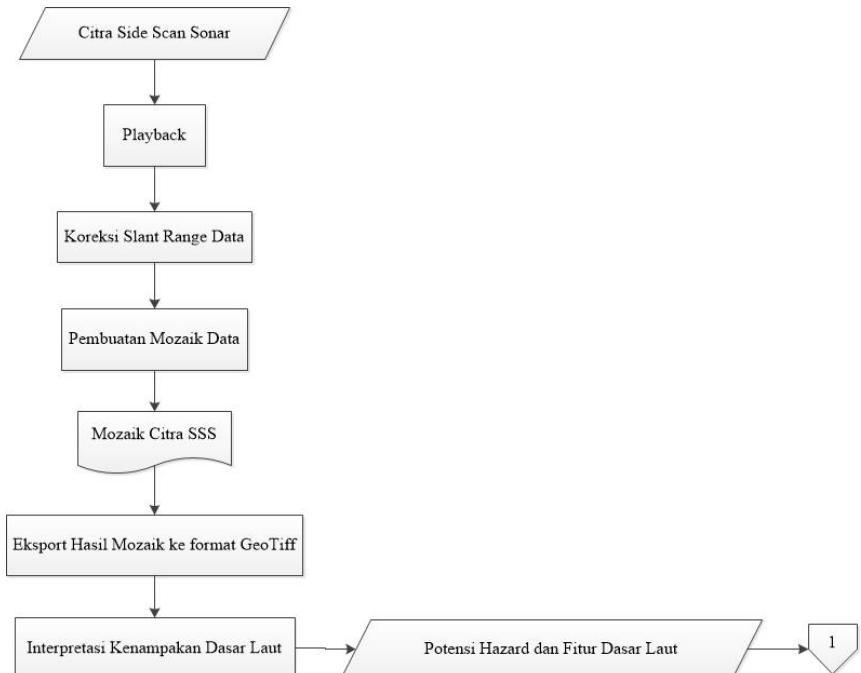 Citra Side Scan Sonar
Playback
Koreksi Slant Range Data
Pembuatan Mozaik Data
Mozaik Citra SSS
Eksport Hasil Mozaik ke format GeoTiff
Interpretasi Kenampakan Dasar Laut
Potensi Hazard dan Fitur Dasar Laut
1